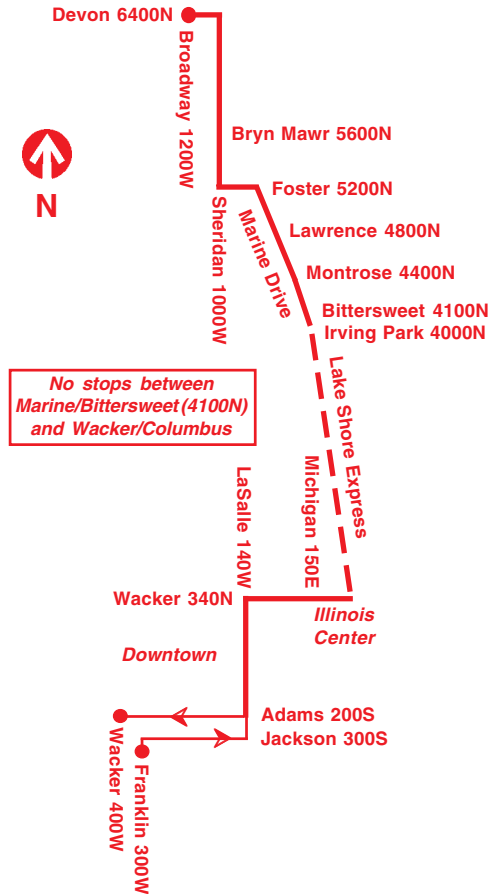 Devon 6400N
Broadway 1200W
Bryn Mawr 5600N
N
Foster 5200N
Sheridan 1000W
Marine Drive
Lawrence 4800N
Montrose 4400N
Bittersweet 4100N
Irving Park 4000N
Lake Shore Express
No stops between
Marine/Bittersweet(4100N)
and Wacker/Columbus
LaSalle 140W
Michigan 150E
Wacker 340N
Illinois
Center
Downtown
Adams 200S
Jackson 300S
Wacker 400W
Franklin 300W